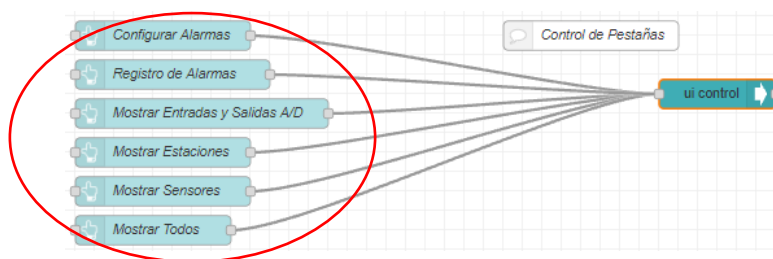 Configurar Alarmas
Control de Pestañas
Registro de Alarmas
ui control
Mostrar Entradas y Salidas A/D
Mostrar Estaciones
Mostrar Sensores
Mostrar Todos